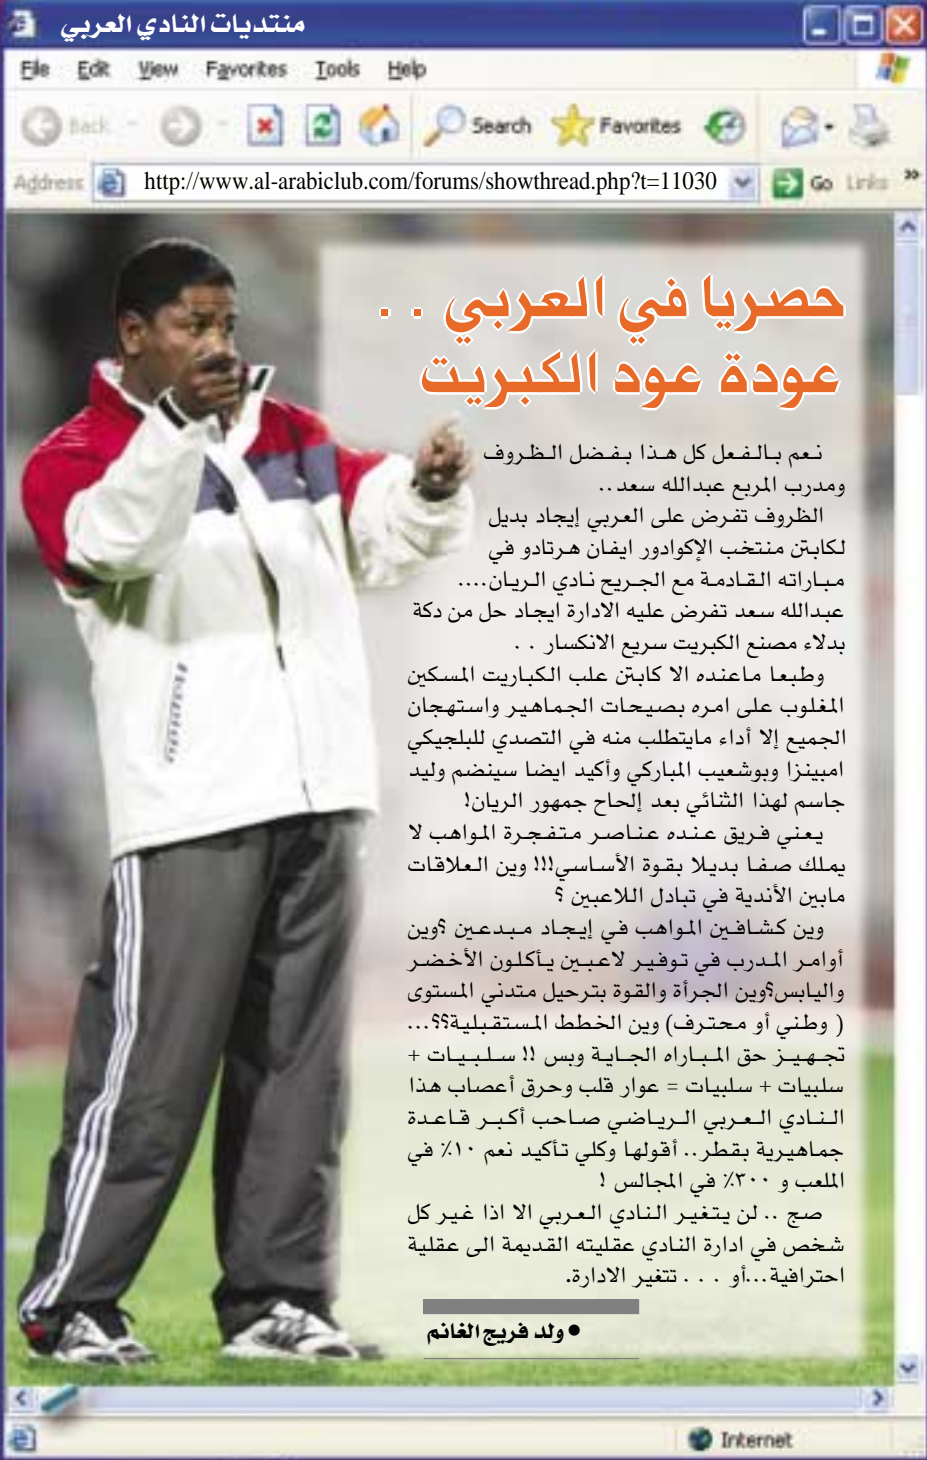 منتديات النادي العربي
File Edit View Favorites Tools Help
Back Search Favorites
Address http://www.al-arabiclub.com/forums/showthread.php?t=11030 Go Links »
حصريا في العربي . .
عودة عود الكبريت
نعم بالفعل كل هذا بفضل الظروف
ومدرب المربع عبدالله سعد..
الظروف تفرض على العربي إيجاد بديل
لكابتن منتخب الإكوادور ايفان هرتادو في
مباراته القادمة مع الجريح نادي الريان....
عبدالله سعد تفرض عليه الادارة ايجاد حل من دكة
بدلاء مصنع الكبريت سريع الانكسار . .
وطبعا ماعنده الا كابتن علب الكباريت المسكين
المغلوب على امره بصيحات الجماهير واستهجان
الجميع إلا أداء مايتطلب منه في التصدي للبلجيكي
امبينزا وبوشعيب المباركي وأكيد ايضا سينضم وليد
جاسم لهذا الثنائي بعد إلحاح جمهور الريان!
يعني فريق عنده عناصر متفجرة المواهب لا
يملك صفا بديلا بقوة الأساسي!!! وين العلاقات
مابين الأندية في تبادل اللاعبين ؟
وين كشافين المواهب في إيجاد مبدعين ؟وين
أوامر المدرب في توفير لاعبين يأكلون الأخضر
واليابس؟وين الجرأة والقوة بترحيل متدني المستوى
( وطني أو محترف) وين الخطط المستقبلية؟؟...
تجهيز حق المباراه الجاية وبس !! سلبيات +
سلبيات + سلبيات = عوار قلب وحرق أعصاب هذا
النادي العربي الرياضي صاحب أكبر قاعدة
جماهيرية بقطر.. أقولها وكلي تأكيد نعم ١٠٪ في
الملعب و ٣٠٠٪ في المجالس !
صج .. لن يتغير النادي العربي الا اذا غير كل
شخص في ادارة النادي عقليته القديمة الى عقلية
احترافية...أو . . . تتغير الادارة.
● ولد فريج الغانم
Internet